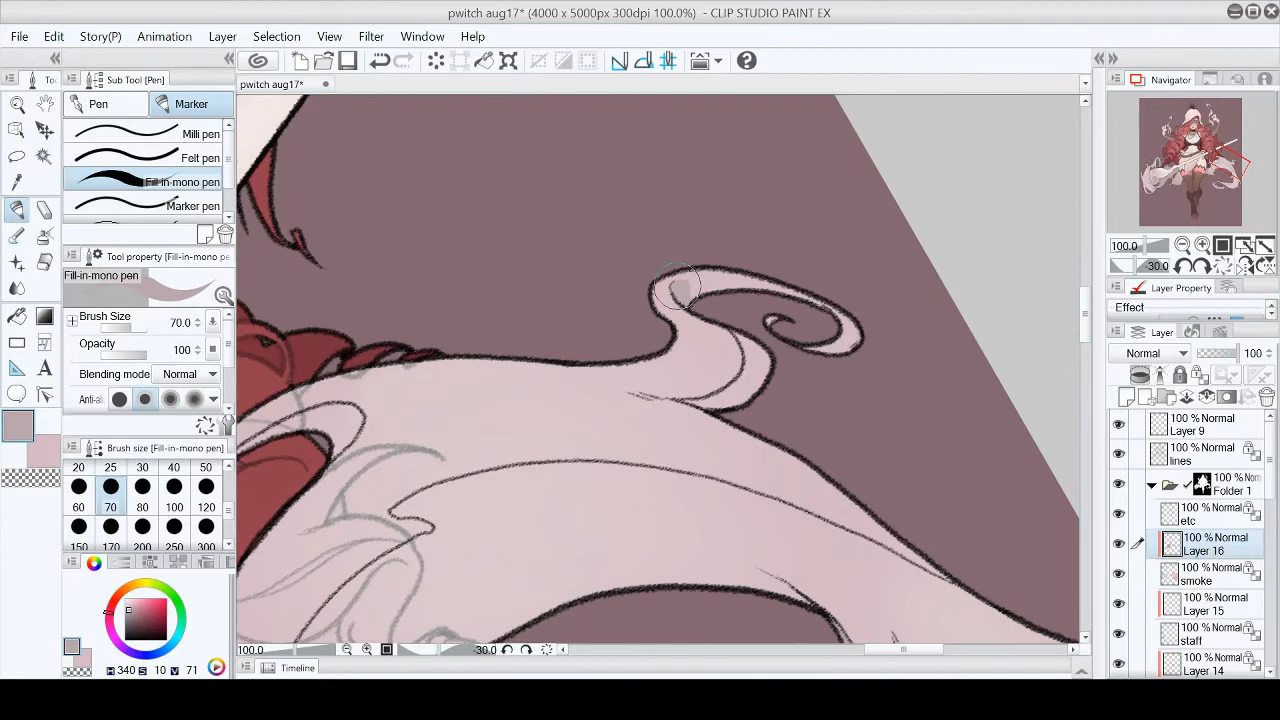 pwitch aug17* (4000 x 5000px 300dpi 100.0%) - CLIP STUDIO PAINT EX
File Edit Story(P) Animation Layer Selection View Filter Window Help
pwitch aug17*
Sub Tool [Pen]
Pen Marker
Milli pen
Felt pen
Fill-in-mono pen
Marker pen
Tool property [Fill-in-mono pe
Fill-in-mono pen
Brush Size 70.0
Opacity 100
Blending mode Normal
Anti-al
Brush size [Fill-in-mono pen]
20 25 30 40 50
60 70 80 100 120
150 170 200 250 300
H 340 S 10 V 71
100.0 -30.0
Timeline
Navigator
100.0
30.0
Layer Property
Effect
Layer
Normal 100
100 %Normal
Layer 9
100 %Normal
lines
100 %Norm
Folder 1
100 %Normal
etc
100 %Normal
Layer 16
100 %Normal
smoke
100 %Normal
Layer 15
100 %Normal
staff
100 %Normal
Layer 14